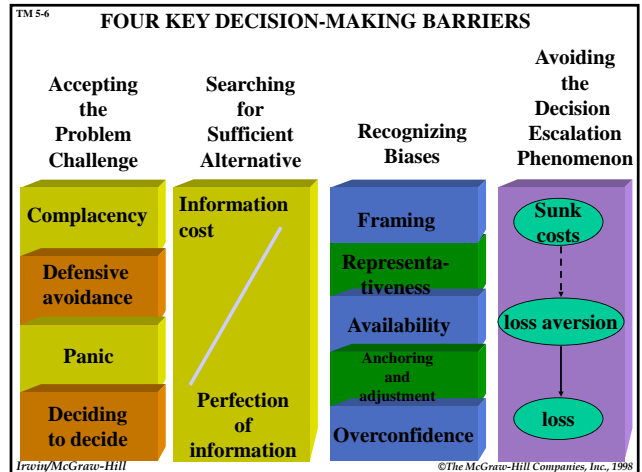 TM 5-6
FOUR KEY DECISION-MAKING BARRIERS
Accepting
the
Problem
Challenge
Complacency
Defensive
avoidance
Panic
Deciding
to decide
Searching
for
Sufficient
Alternative
Information
cost
Perfection
of
information
Recognizing
Biases
Framing
Representa-
tiveness
Availability
Anchoring
and
adjustment
Overconfidence
Avoiding
the
Decision
Escalation
Phenomenon
Sunk
costs
loss aversion
loss
Irwin/McGraw-Hill
©The McGraw-Hill Companies, Inc., 1998